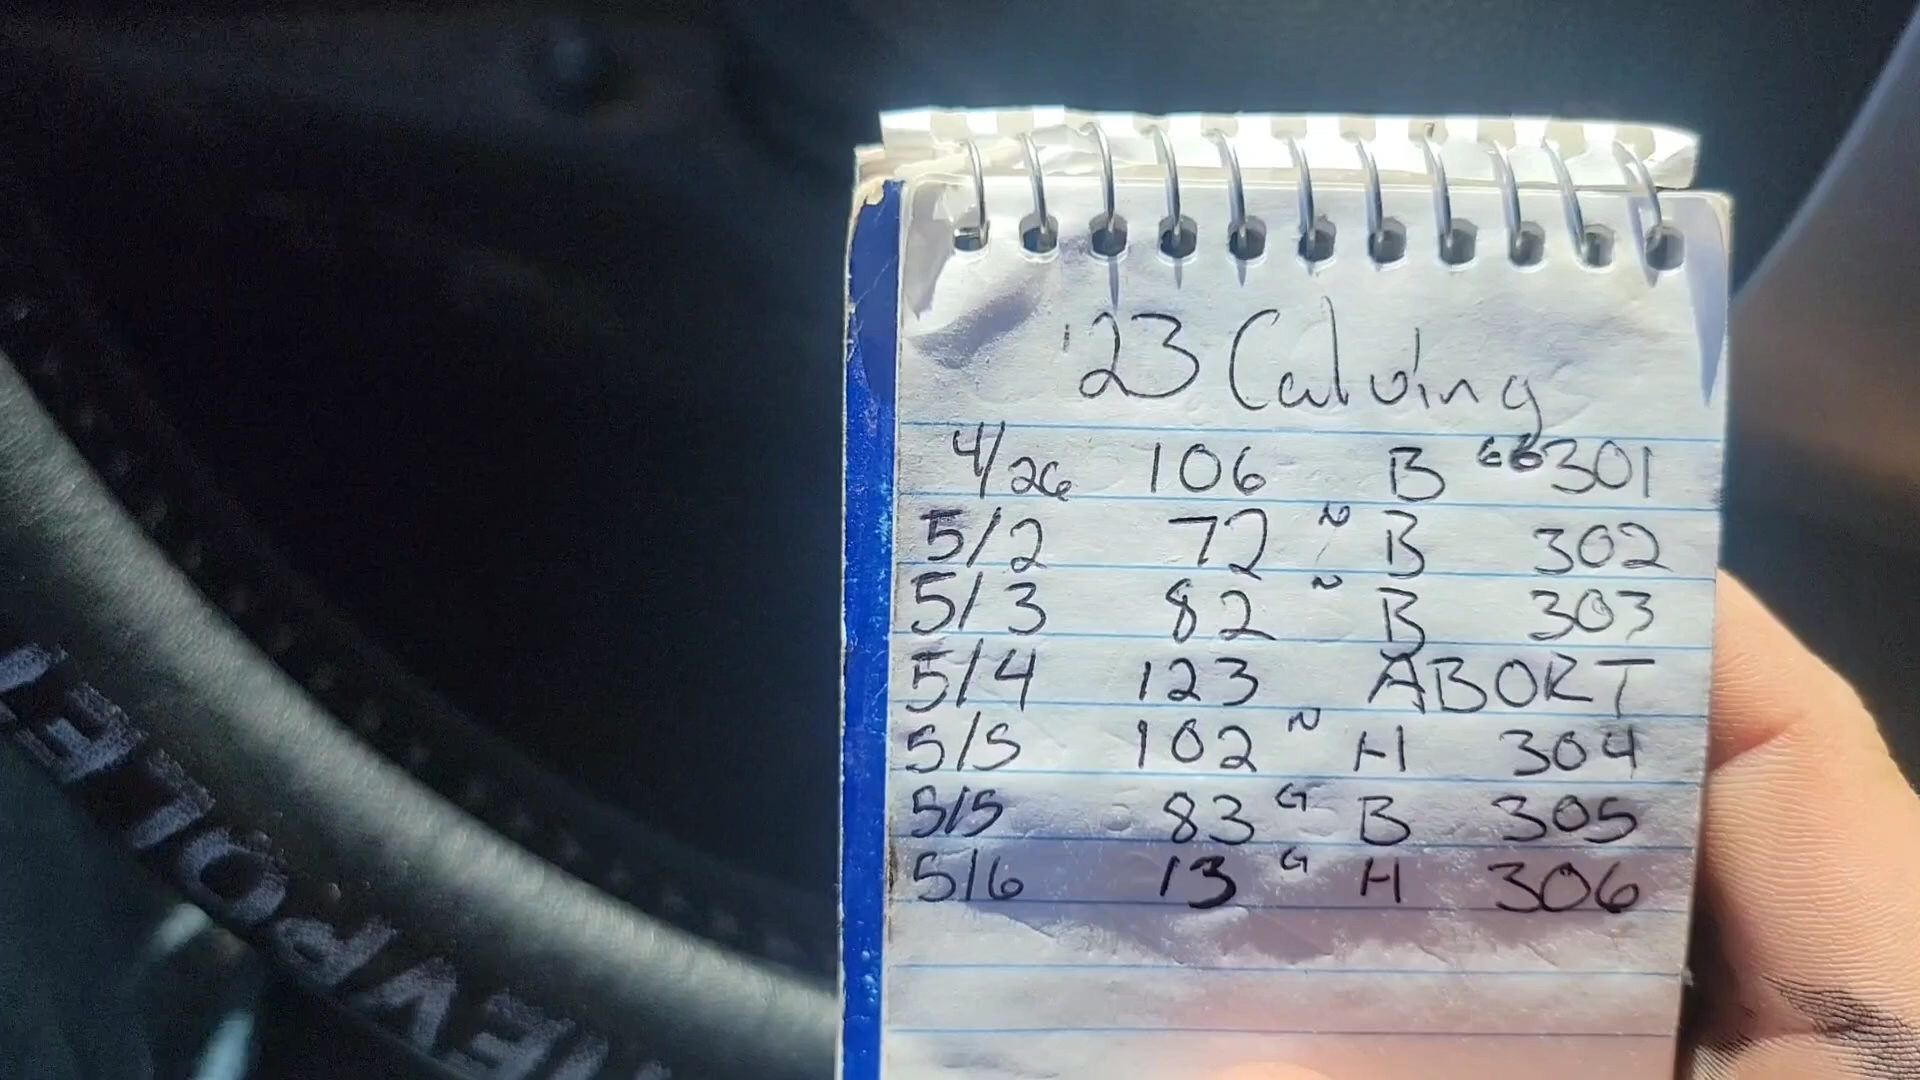 '23 Calving
4/26 106 B 301
5/2 72 N B 302
5/3 82 N B 303
5/4 123 ABORT
5/5 102 N H 304
5/5 83 G B 305
5/6 13 G H 306
HEVROLET